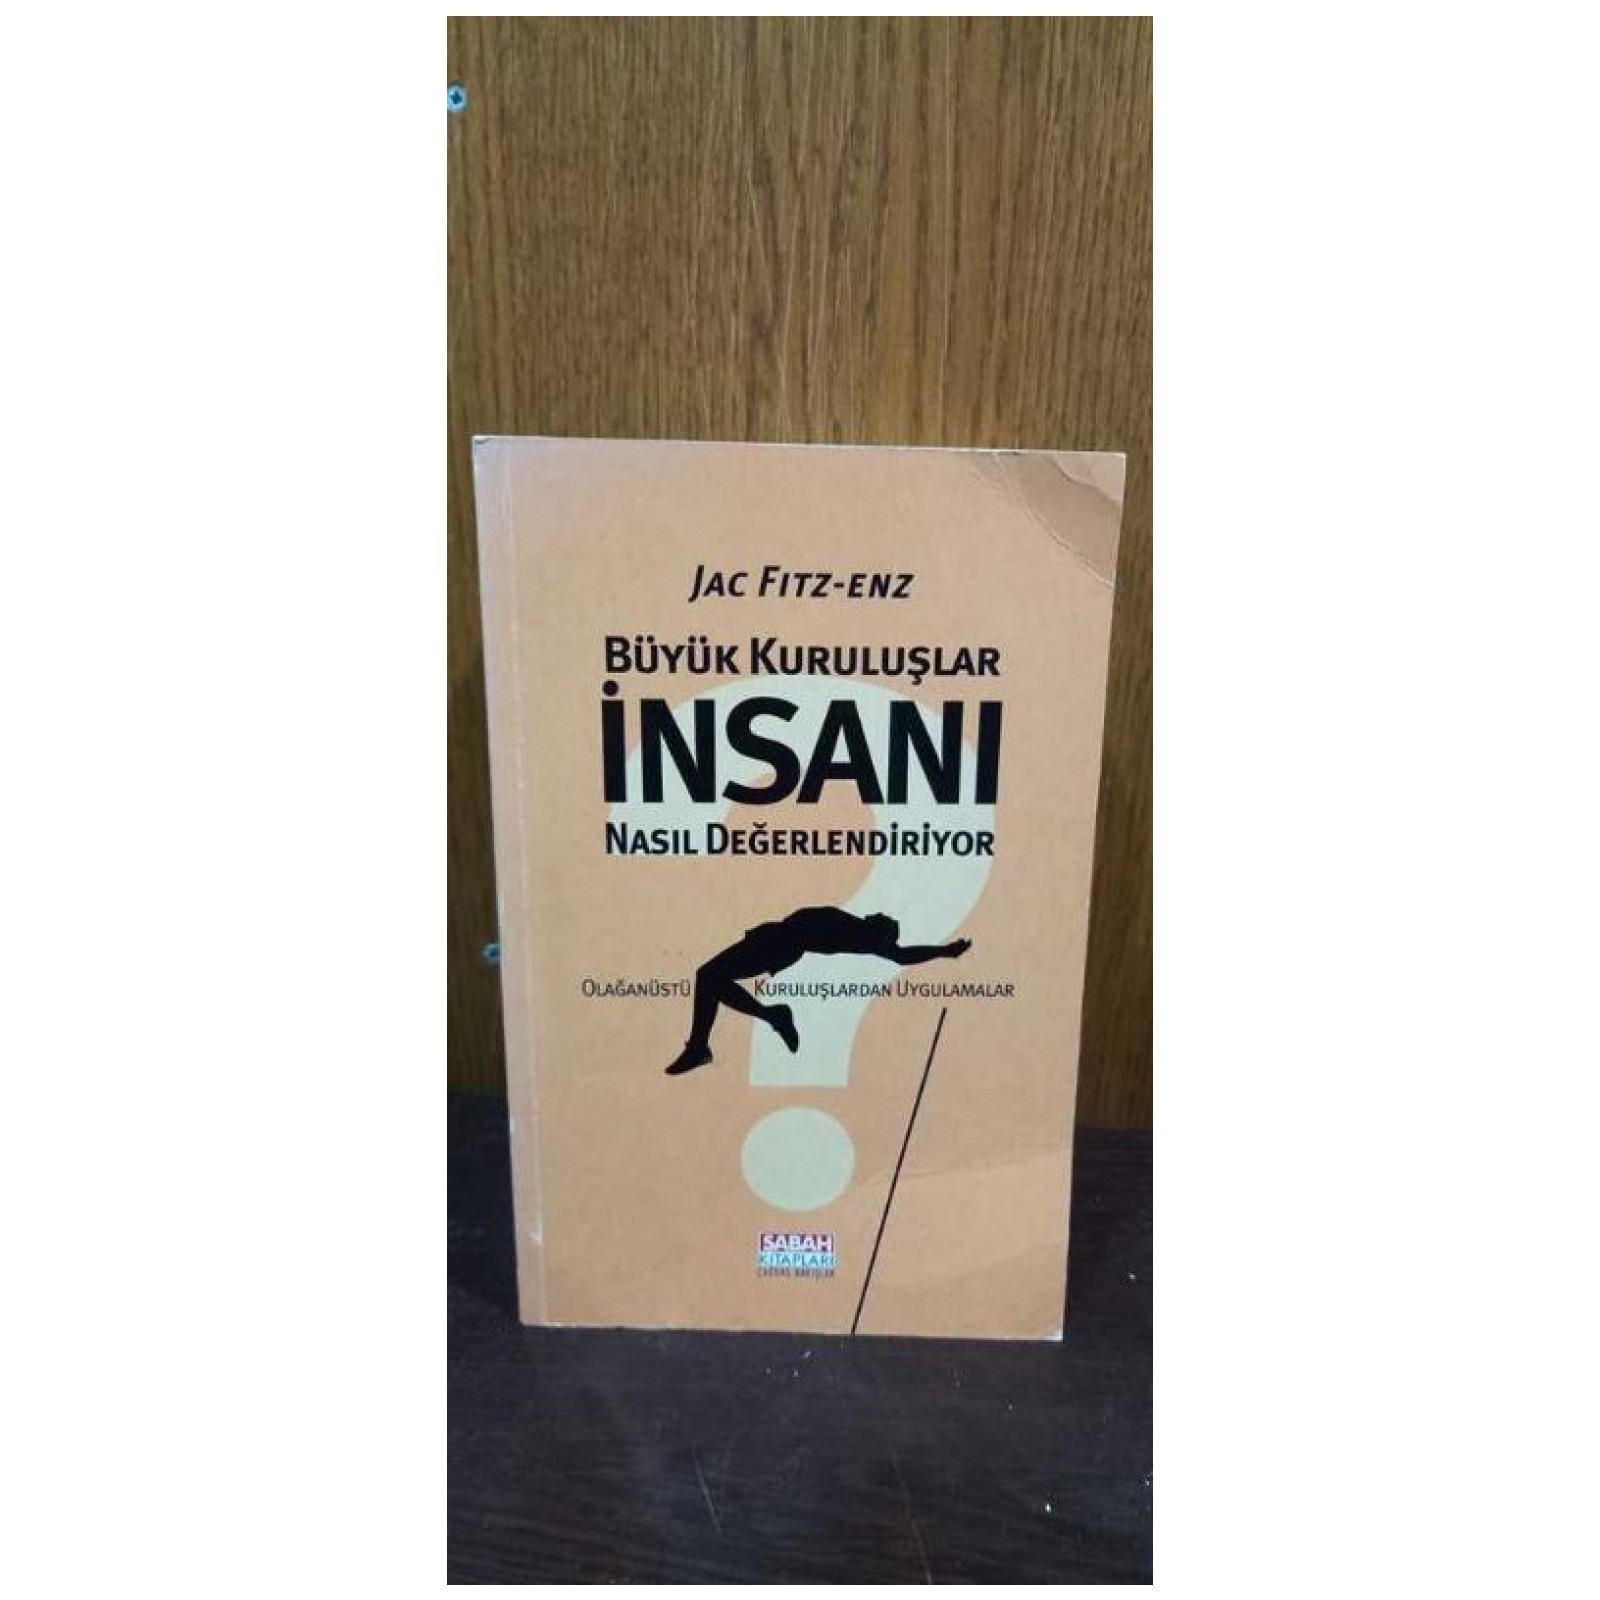 JAC FITZ-ENZ
BÜYÜK KURULUŞLAR
İNSANI
NASIL DEĞERLENDİRİYOR
OLAĞANÜSTÜ KURULUŞLARDAN UYGULAMALAR
SABAH
KİTAPLARI